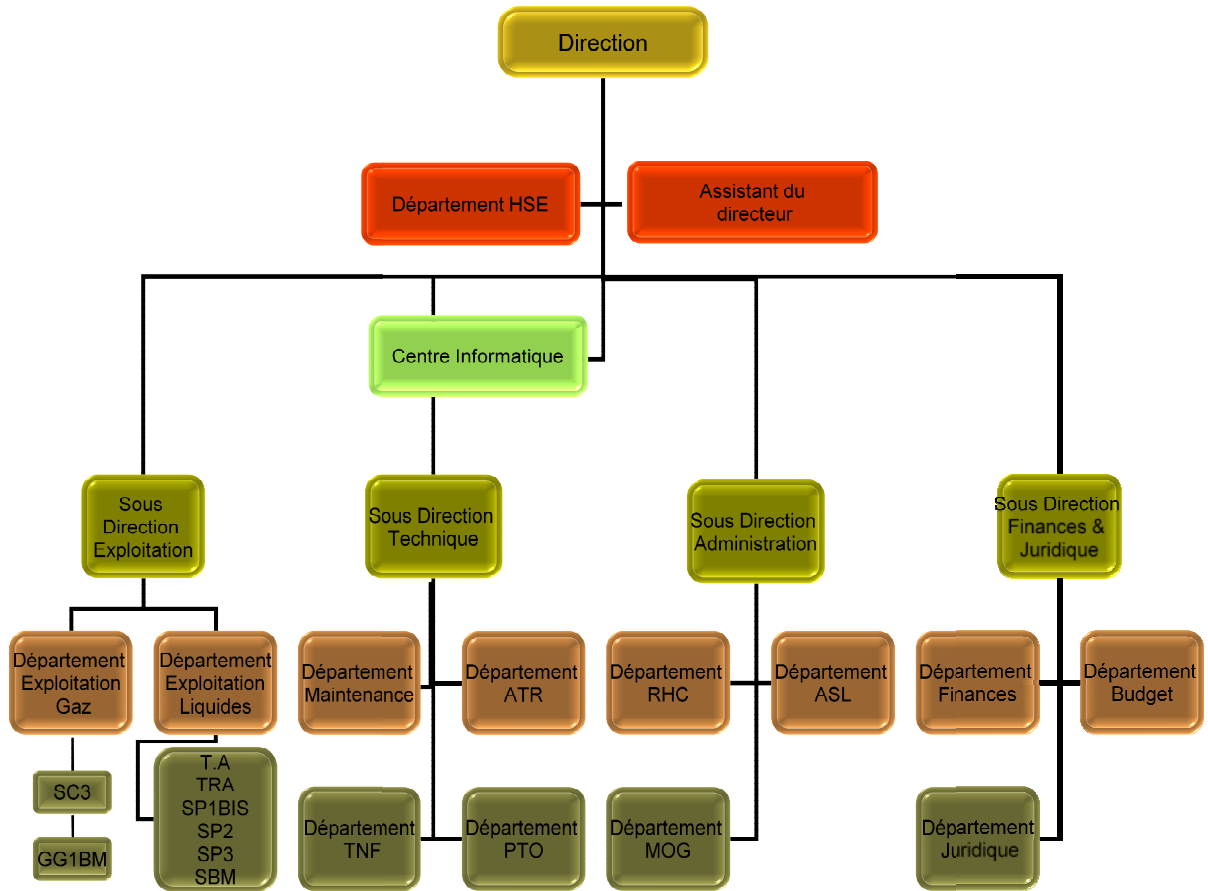 Direction
Département HSE
Assistant du
directeur
Centre Informatique
Sous
Direction
Exploitation
Sous Direction
Technique
Sous Direction
Administration
Sous Direction
Finances &
Juridique
Département
Exploitation
Gaz
Département
Exploitation
Liquides
Département
Maintenance
Département
ATR
Département
RHC
Département
ASL
Département
Finances
Département
Budget
SC3
GG1BM
T.A
TRA
SP1BIS
SP2
SP3
SBM
Département
TNF
Département
PTO
Département
MOG
Département
Juridique